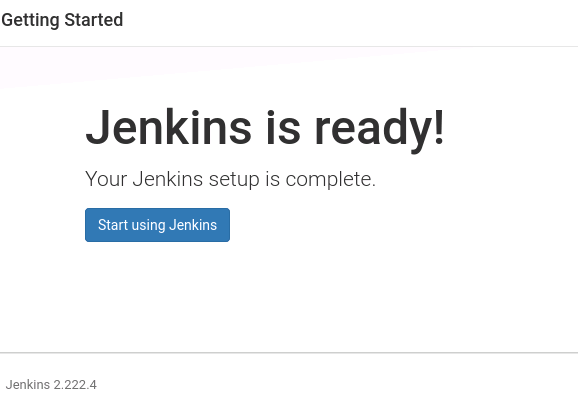 Getting Started
Jenkins is ready!
Your Jenkins setup is complete.
Start using Jenkins
Jenkins 2.222.4